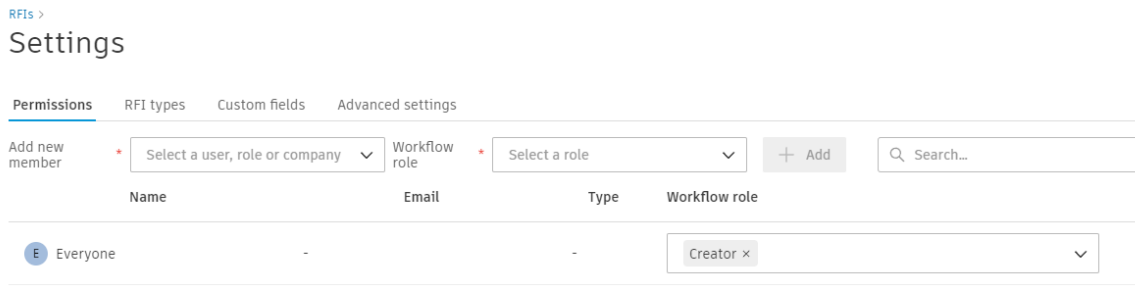 RFIs >
Settings
Permissions RFI types Custom fields Advanced settings
Add new member * Select a user, role or company Workflow role * Select a role + Add Search...
Name Email Type Workflow role
E Everyone - - Creator ×